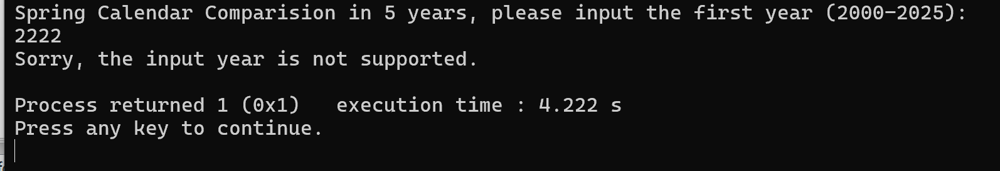 Spring Calendar Comparision in 5 years, please input the first year (2000-2025):
2222
Sorry, the input year is not supported.
Process returned 1 (0x1)   execution time : 4.222 s
Press any key to continue.